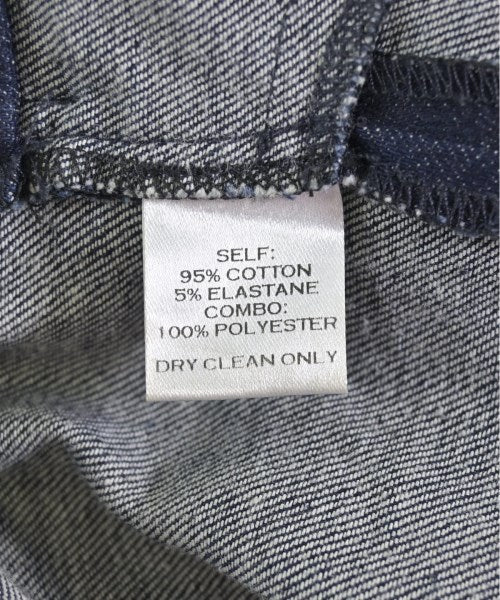 SELF:
95% COTTON
5% ELASTANE
COMBO:
100% POLYESTER
DRY CLEAN ONLY